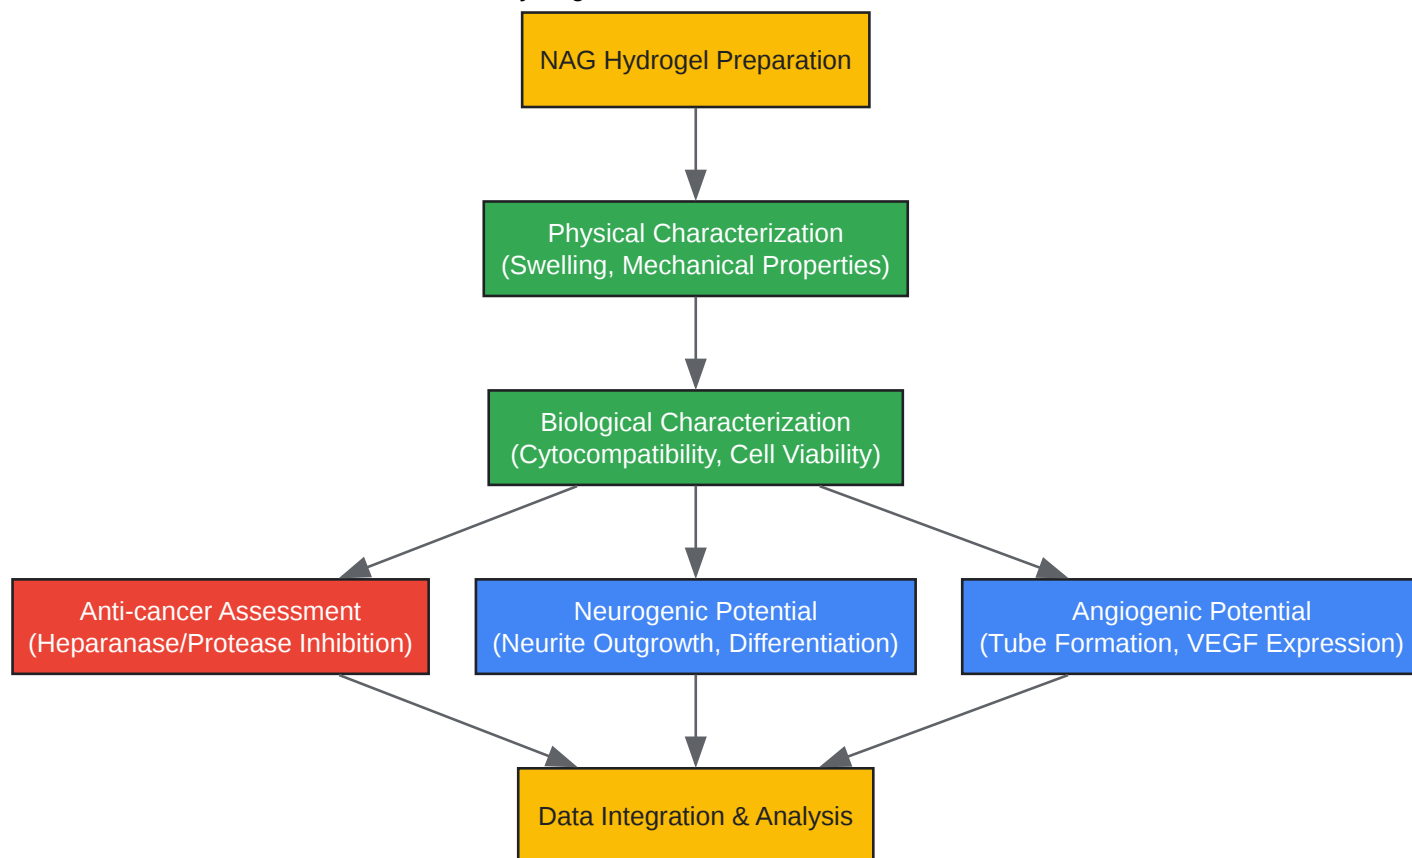 NAG Hydrogel Preparation
Physical Characterization
(Swelling, Mechanical Properties)
Biological Characterization
(Cytocompatibility, Cell Viability)
Anti-cancer Assessment
(Heparanase/Protease Inhibition)
Neurogenic Potential
(Neurite Outgrowth, Differentiation)
Angiogenic Potential
(Tube Formation, VEGF Expression)
Data Integration & Analysis